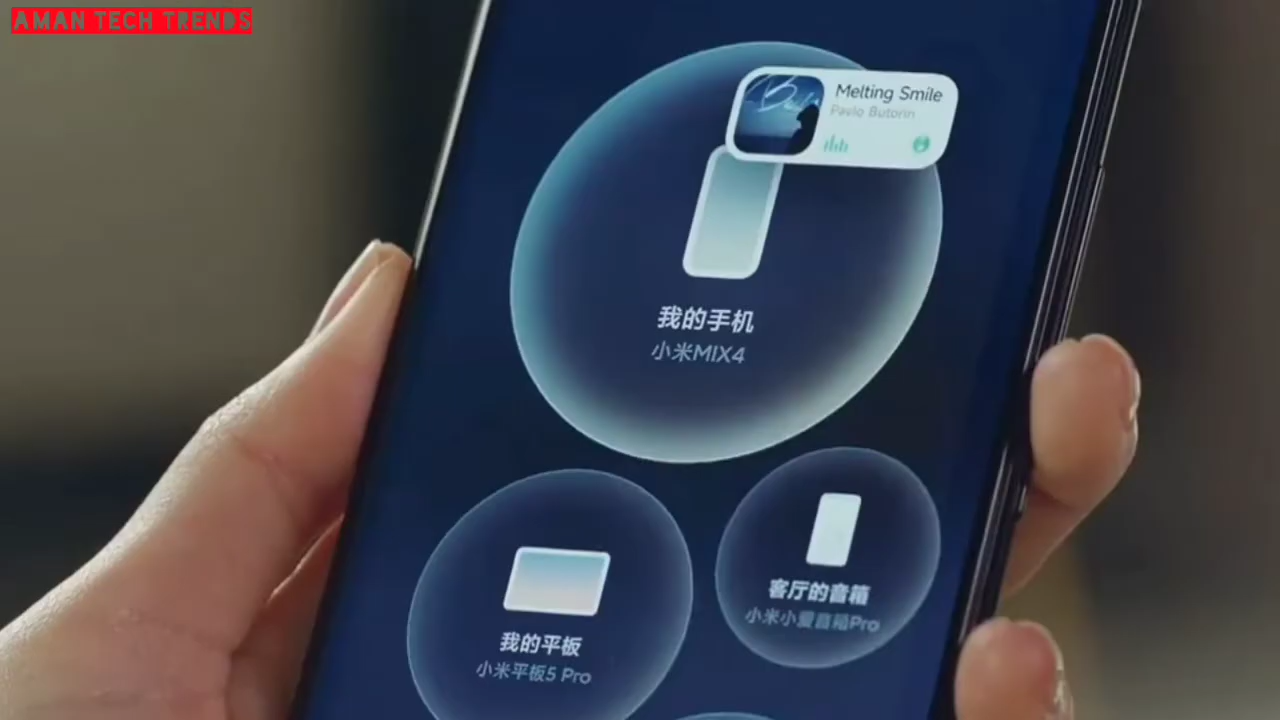 AMAN TECH TRENDS
Melting Smile
Pavlo Butorin
我的手机
小米MIX4
客厅的音箱
小米小爱音箱Pro
我的平板
小米平板5 Pro